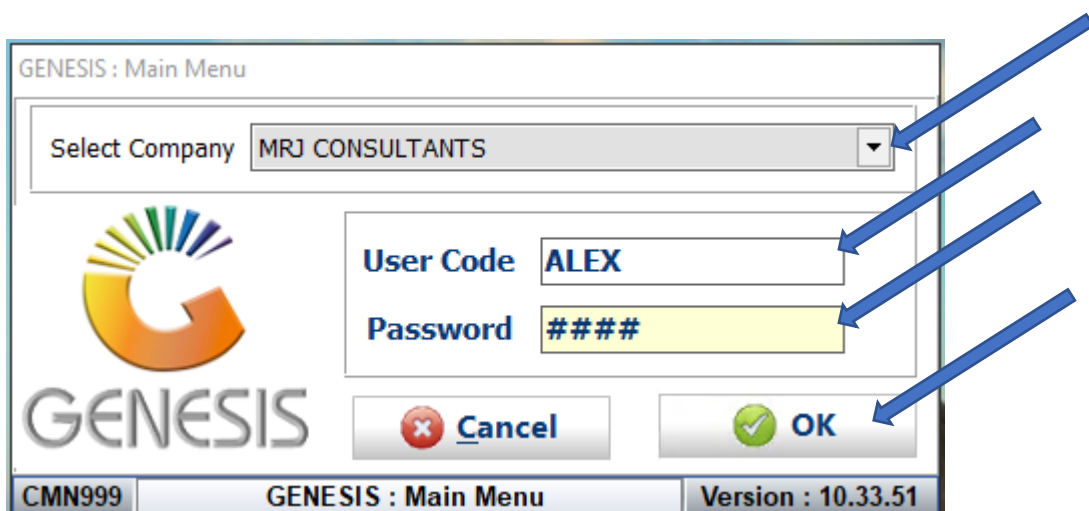 GENESIS : Main Menu
Select Company MRJ CONSULTANTS
User Code ALEX
Password ####
GENESIS
Cancel OK
CMN999 GENESIS : Main Menu Version : 10.33.51